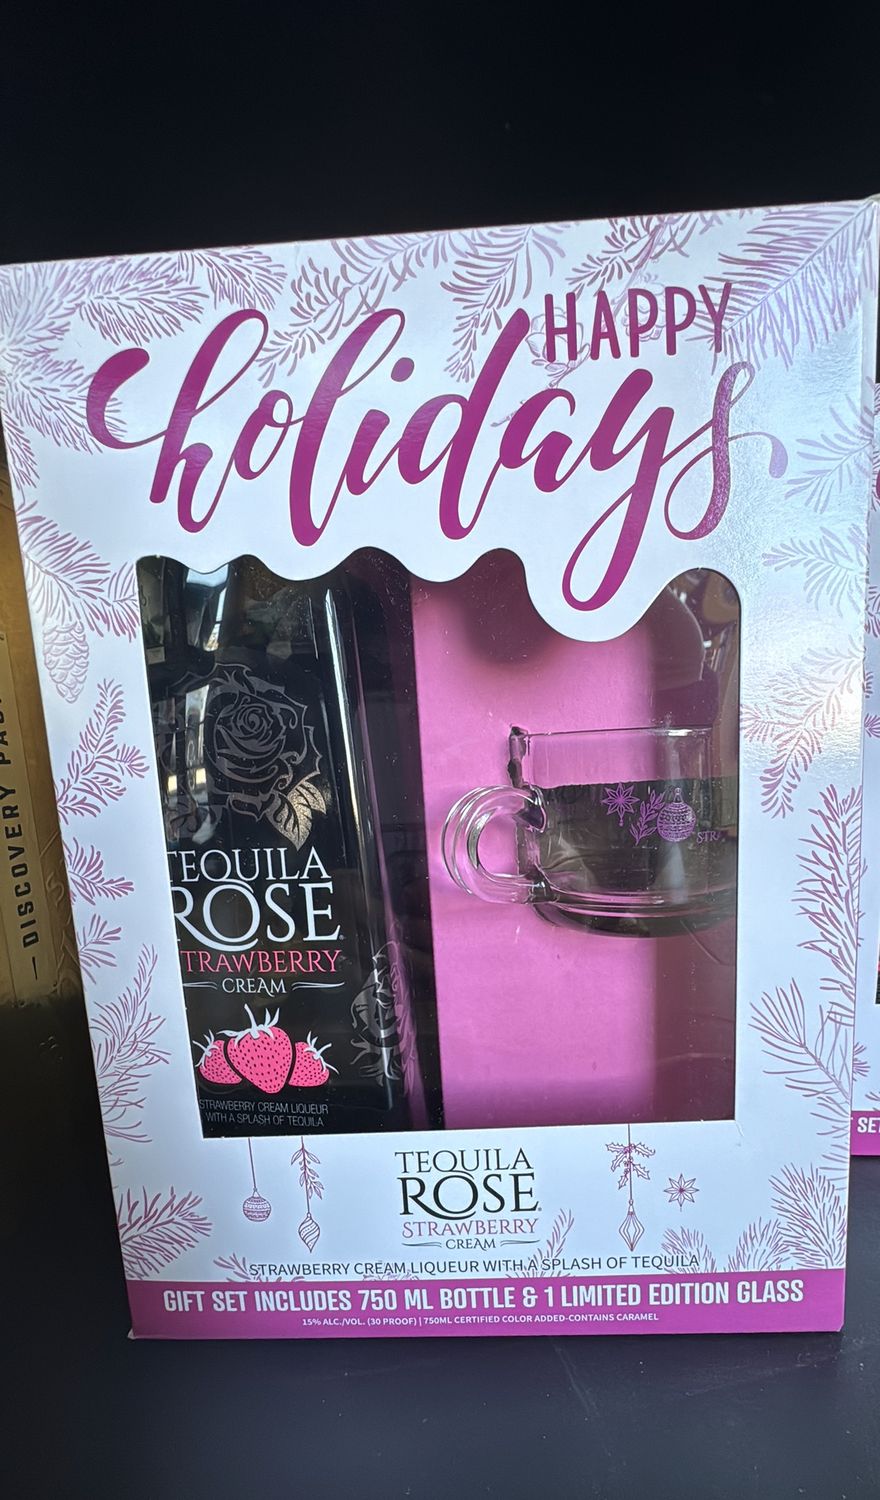 HAPPY
holidays
TEQUILA
ROSE
STRAWBERRY
CREAM
STRAWBERRY CREAM LIQUEUR
WITH A SPLASH OF TEQUILA
STR
TEQUILA
ROSE
STRAWBERRY
CREAM
STRAWBERRY CREAM LIQUEUR WITH A SPLASH OF TEQUILA
GIFT SET INCLUDES 750 ML BOTTLE & 1 LIMITED EDITION GLASS
15% ALC./VOL. (30 PROOF) | 750ML CERTIFIED COLOR ADDED-CONTAINS CARAMEL
— DISCOVERY
SET